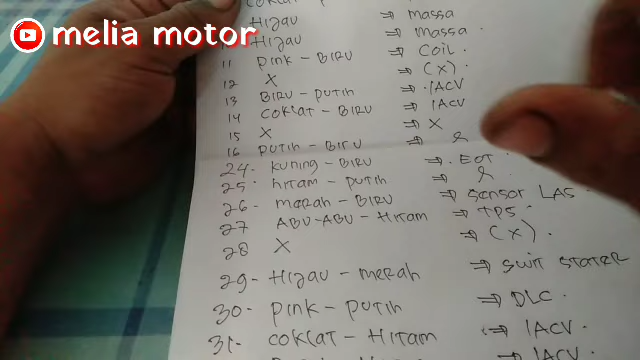 melia motor
Hijau ⇒ massa
Hijau ⇒ massa.
11 Pink - Biru ⇒ Coil.
12 X ⇒ (X).
13 Biru - Putih ⇒ IACV
14 Coklat - Biru ⇒ IACV
15 X ⇒ X
16 Putih - Biru ⇒
24. Kuning - Biru ⇒ EOT.
25. hitam - Putih ⇒
26. merah - Biru ⇒ Sensor LAS.
27 Abu-Abu - Hitam ⇒ TPS.
28 X ⇒ (X).
29- Hijau - merah ⇒ Swit Stater
30- Pink - Putih ⇒ DLC.
31- Coklat - Hitam ⇒ IACV.